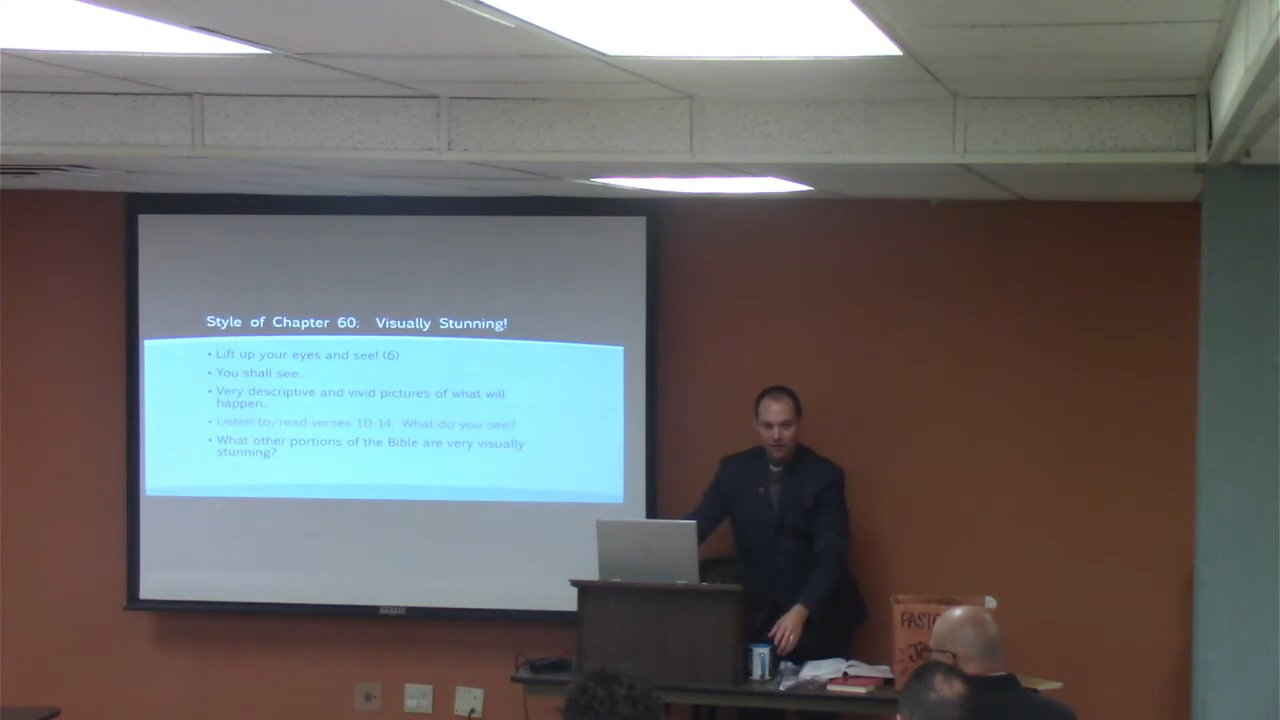 Style of Chapter 60: Visually Stunning!
• Lift up your eyes and see! (6)
• You shall see..
• Very descriptive and vivid pictures of what will
happen.
• Listen to/read verses 10-14. What do you see?
• What other portions of the Bible are very visually
stunning?